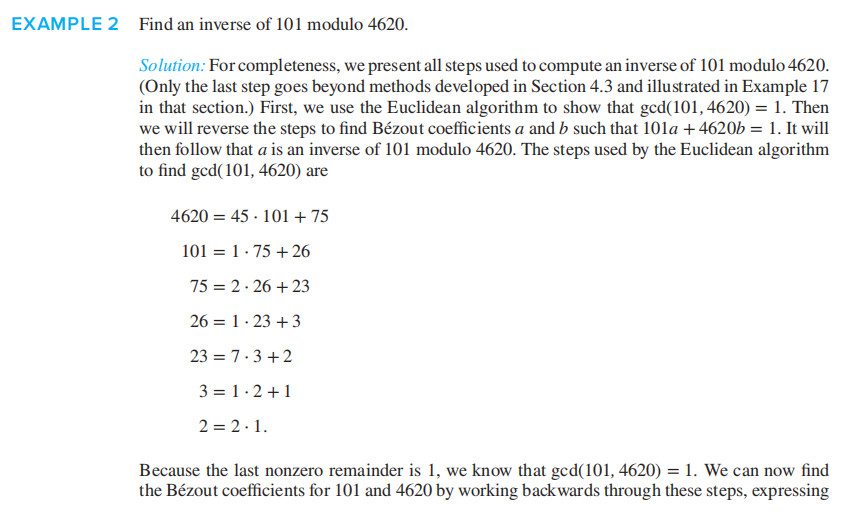 EXAMPLE 2 Find an inverse of 101 modulo 4620.
Solution: For completeness, we present all steps used to compute an inverse of 101 modulo 4620.
(Only the last step goes beyond methods developed in Section 4.3 and illustrated in Example 17
in that section.) First, we use the Euclidean algorithm to show that gcd(101, 4620) = 1. Then
we will reverse the steps to find Bézout coefficients a and b such that 101a + 4620b = 1. It will
then follow that a is an inverse of 101 modulo 4620. The steps used by the Euclidean algorithm
to find gcd(101, 4620) are
4620 = 45 · 101 + 75
101 = 1 · 75 + 26
75 = 2 · 26 + 23
26 = 1 · 23 + 3
23 = 7 · 3 + 2
3 = 1 · 2 + 1
2 = 2 · 1.
Because the last nonzero remainder is 1, we know that gcd(101, 4620) = 1. We can now find
the Bézout coefficients for 101 and 4620 by working backwards through these steps, expressing